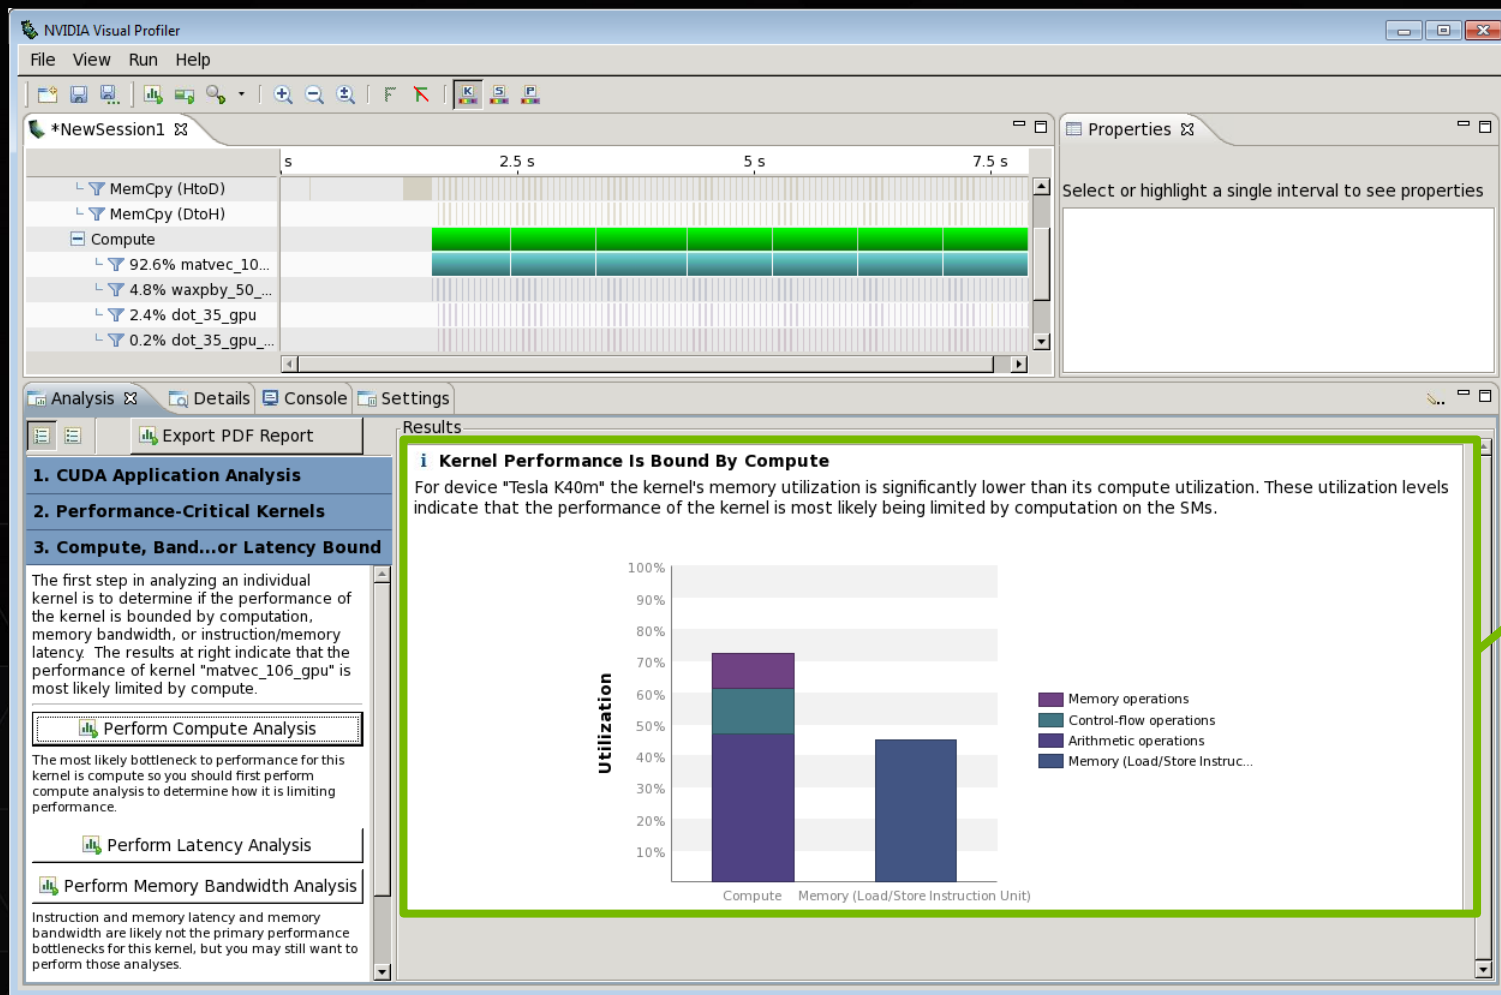 NVIDIA Visual Profiler
File View Run Help
K S P
*NewSession1
s 2.5 s 5 s 7.5 s
MemCpy (HtoD)
MemCpy (DtoH)
Compute
92.6% matvec_10...
4.8% waxpby_50_...
2.4% dot_35_gpu
0.2% dot_35_gpu_...
Properties
Select or highlight a single interval to see properties
Analysis Details Console Settings
Export PDF Report
1. CUDA Application Analysis
2. Performance-Critical Kernels
3. Compute, Band...or Latency Bound
The first step in analyzing an individual
kernel is to determine if the performance of
the kernel is bounded by computation,
memory bandwidth, or instruction/memory
latency. The results at right indicate that the
performance of kernel "matvec_106_gpu" is
most likely limited by compute.
Perform Compute Analysis
The most likely bottleneck to performance for this
kernel is compute so you should first perform
compute analysis to determine how it is limiting
performance.
Perform Latency Analysis
Perform Memory Bandwidth Analysis
Instruction and memory latency and memory
bandwidth are likely not the primary performance
bottlenecks for this kernel, but you may still want to
perform those analyses.
Results
i Kernel Performance Is Bound By Compute
For device "Tesla K40m" the kernel's memory utilization is significantly lower than its compute utilization. These utilization levels
indicate that the performance of the kernel is most likely being limited by computation on the SMs.
100%
90%
80%
70%
60%
50%
40%
30%
20%
10%
Utilization
Compute Memory (Load/Store Instruction Unit)
Memory operations
Control-flow operations
Arithmetic operations
Memory (Load/Store Instruc...